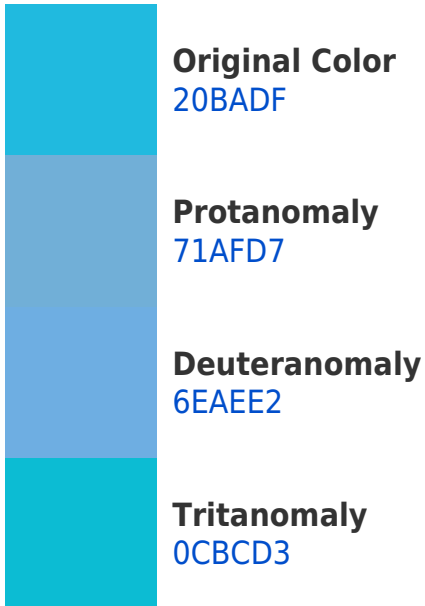 Original Color
20BADF
Protanomaly
71AFD7
Deuteranomaly
6EAEE2
Tritanomaly
0CBCD3